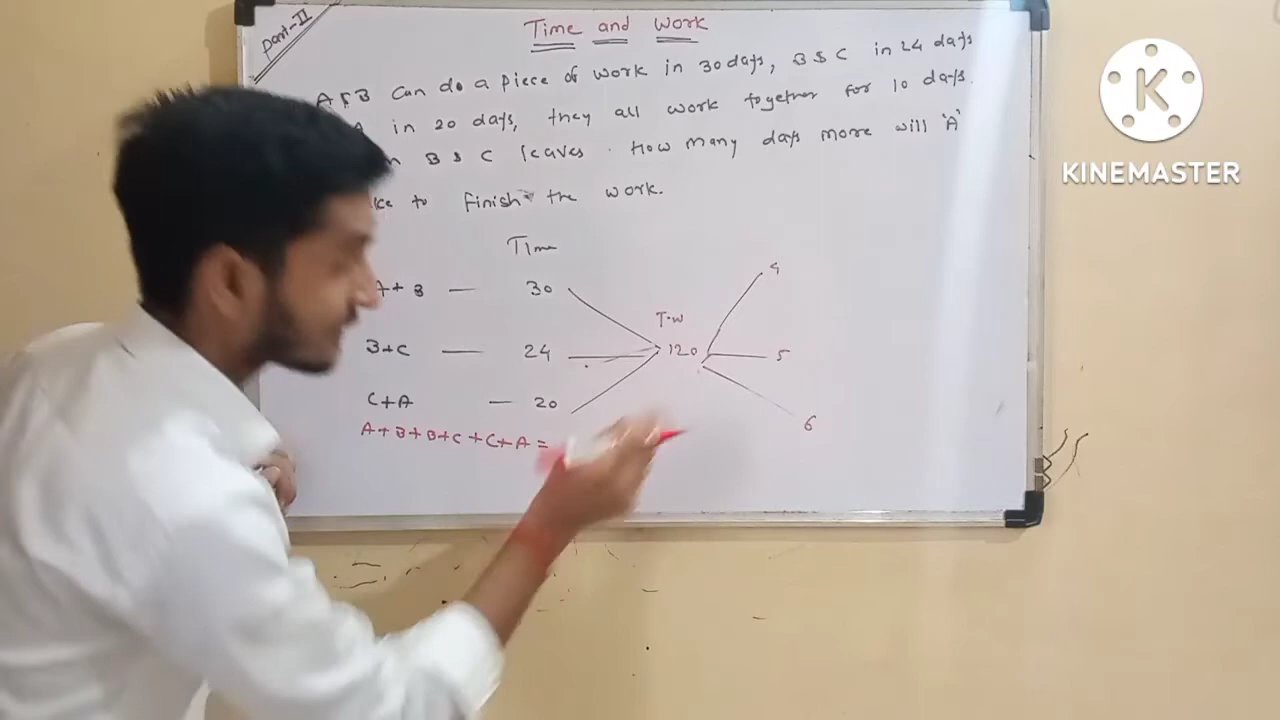 Part-II
Time and Work
A & B Can do a piece of work in 30 days, B & C in 24 days
A in 20 days, they all work together for 10 days.
B & C leaves. How many days more will 'A'
to finish the work.
Time
A+B — 30
4
T.W
B+C — 24
120
5
C+A — 20
6
A+B+B+C+C+A =
K
KINEMASTER